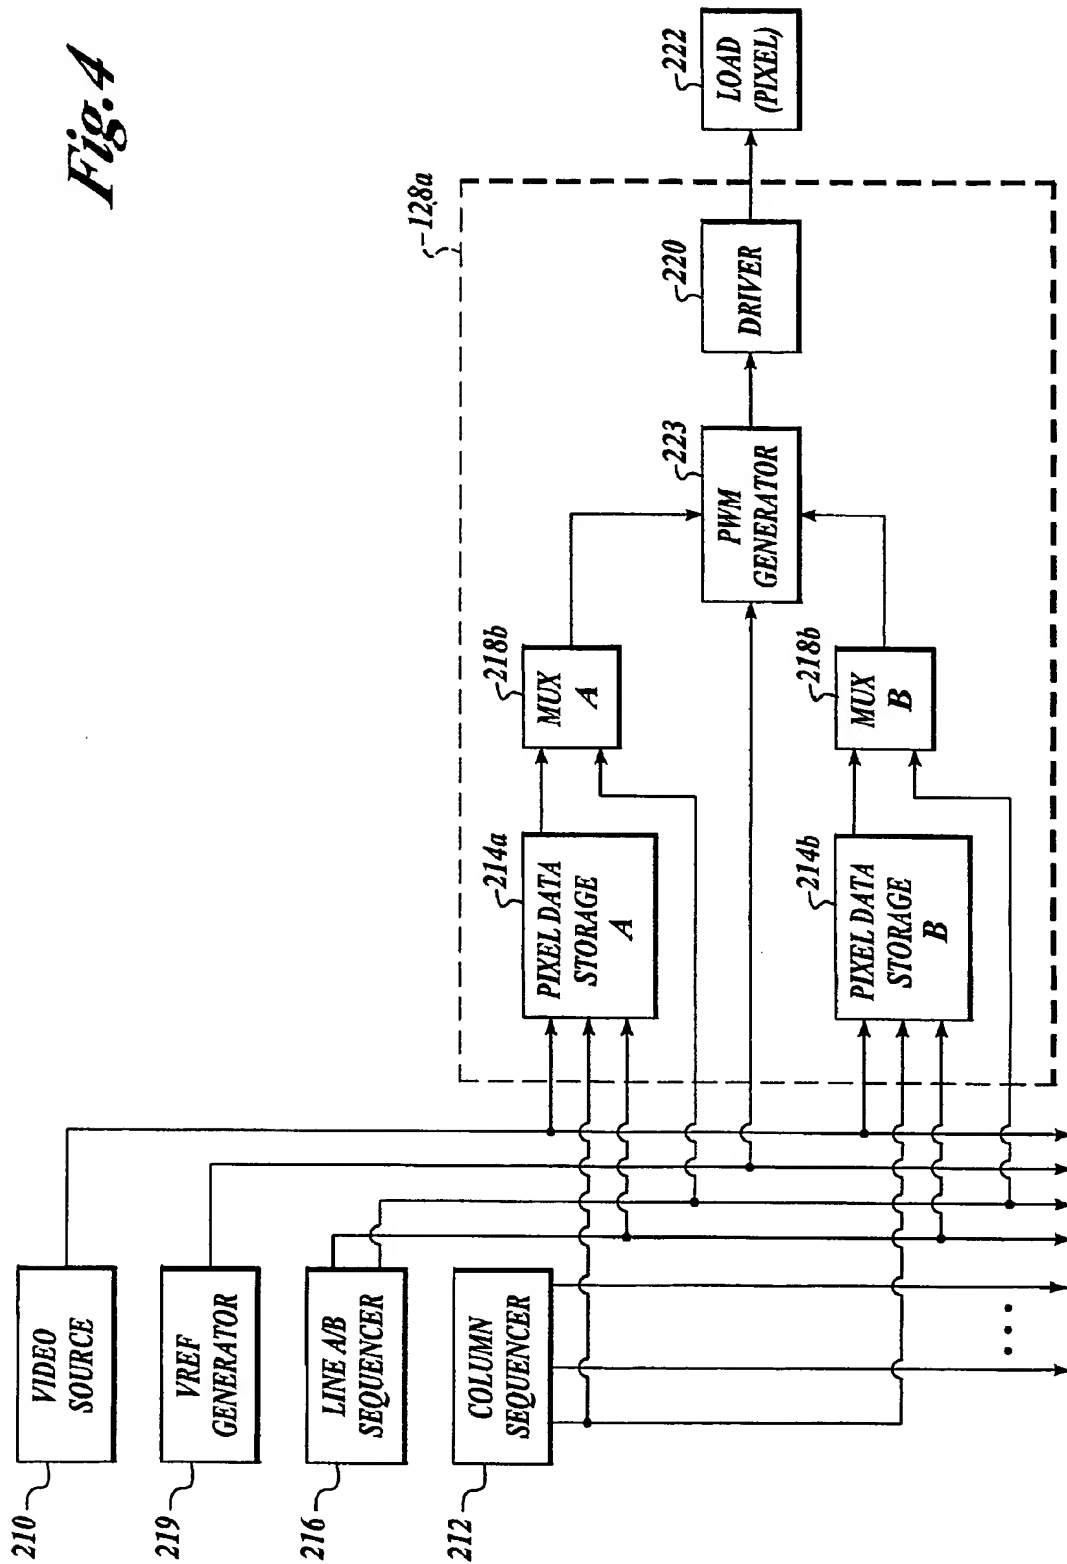 Fig.4
210
VIDEO
SOURCE
219
VREF
GENERATOR
216
LINE A/B
SEQUENCER
212
COLUMN
SEQUENCER
128a
214a
PIXEL DATA
STORAGE
A
218b
MUX
A
223
PWM
GENERATOR
220
DRIVER
222
LOAD
(PIXEL)
214b
PIXEL DATA
STORAGE
B
218b
MUX
B